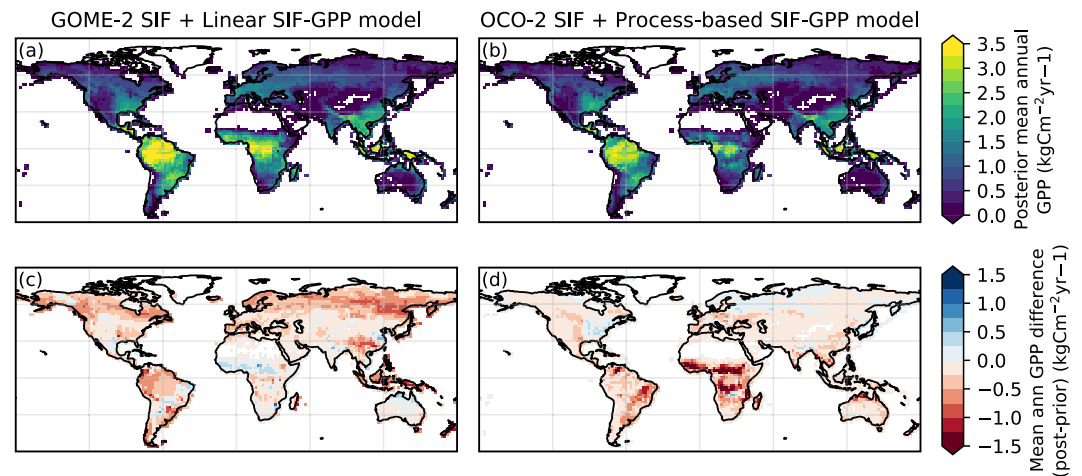 GOME-2 SIF + Linear SIF-GPP model
OCO-2 SIF + Process-based SIF-GPP model
(a)
(b)
3.5
3.0
2.5
2.0
1.5
1.0
0.5
0.0
Posterior mean annual
GPP (kgCm−2yr−1)
(c)
(d)
1.5
1.0
0.5
0.0
−0.5
−1.0
−1.5
Mean ann GPP difference
(post-prior) (kgCm−2yr−1)